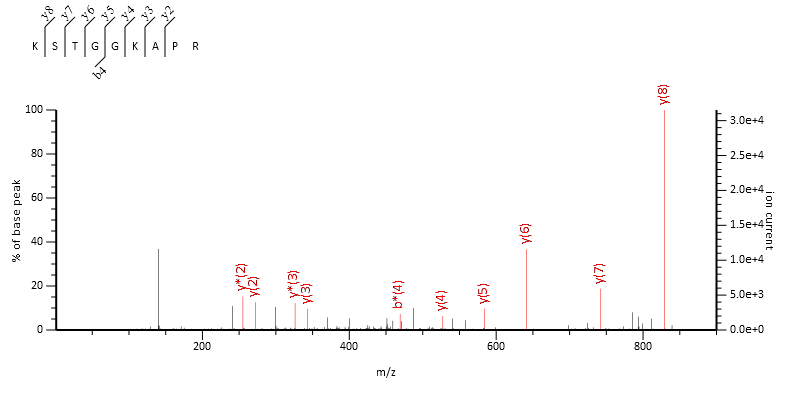 y8 y7 y6 y5 y4 y3 y2
K S T G G K A P R
b4
y(8)
y(6)
y*(2) y(2) y*(3) y(3) b*(4) y(4) y(5) y(7)
100 80 60 40 20 0
% of base peak
3.0e+4 2.5e+4 2.0e+4 1.5e+4 1.0e+4 5.0e+3 0.0e+0
ion current
200 400 600 800
m/z